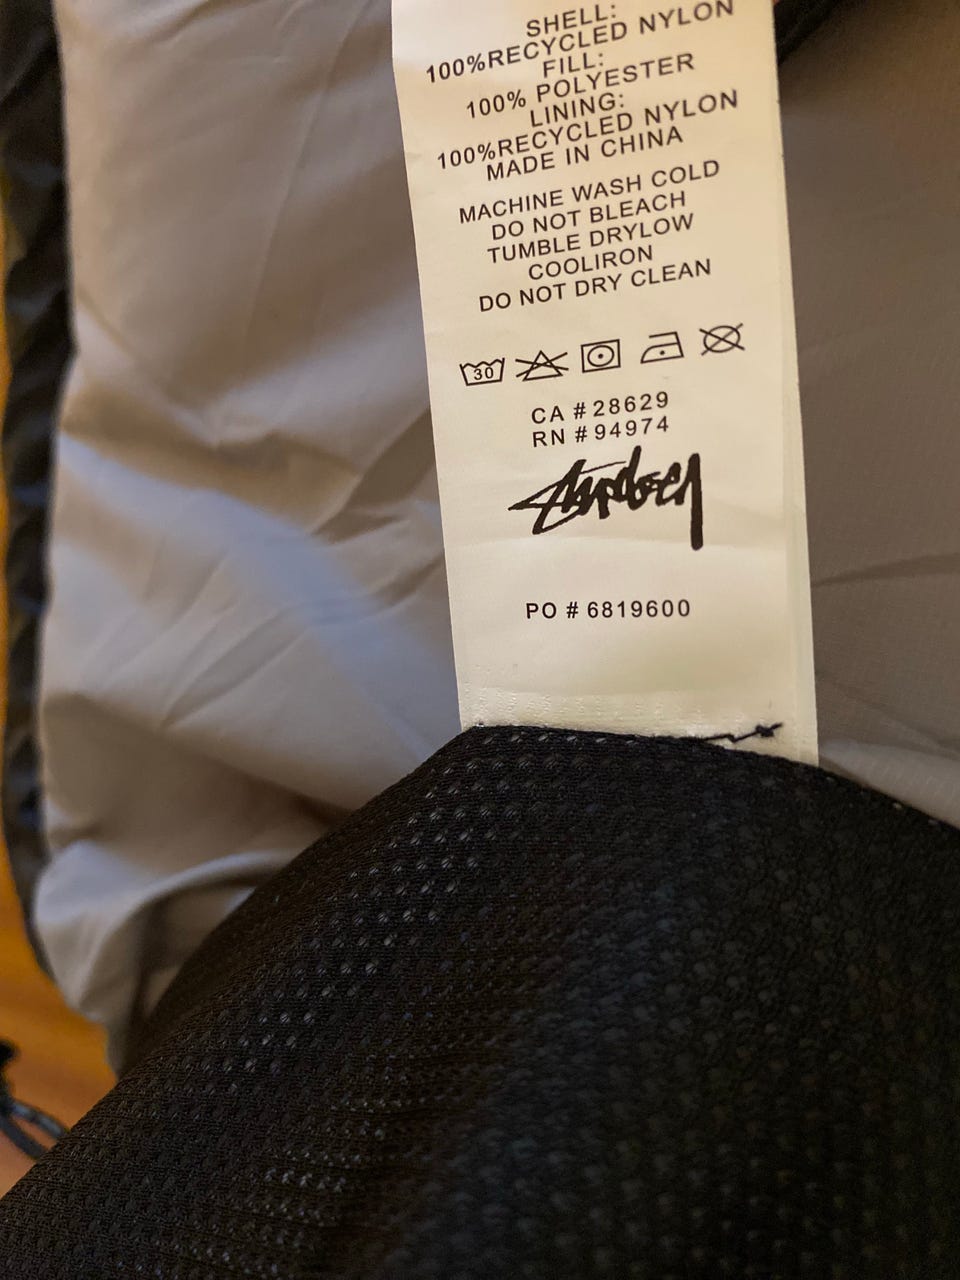 SHELL:
100%RECYCLED NYLON
FILL:
100% POLYESTER
LINING:
100%RECYCLED NYLON
MADE IN CHINA
MACHINE WASH COLD
DO NOT BLEACH
TUMBLE DRYLOW
COOLIRON
DO NOT DRY CLEAN
30
CA # 28629
RN # 94974
Stüssy
PO # 6819600